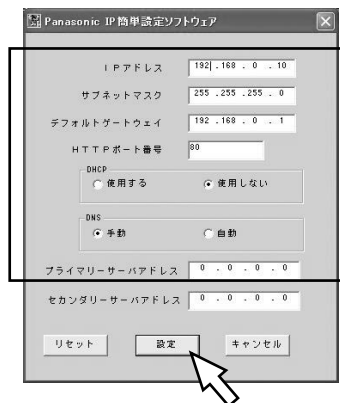 Panasonic IP簡単設定ソフトウェア
IPアドレス 192.168.0.10
サブネットマスク 255.255.255.0
デフォルトゲートウェイ 192.168.0.1
HTTPポート番号 80
DHCP
使用する 使用しない
DNS
手動 自動
プライマリーサーバアドレス 0.0.0.0
セカンダリーサーバアドレス 0.0.0.0
リセット 設定 キャンセル